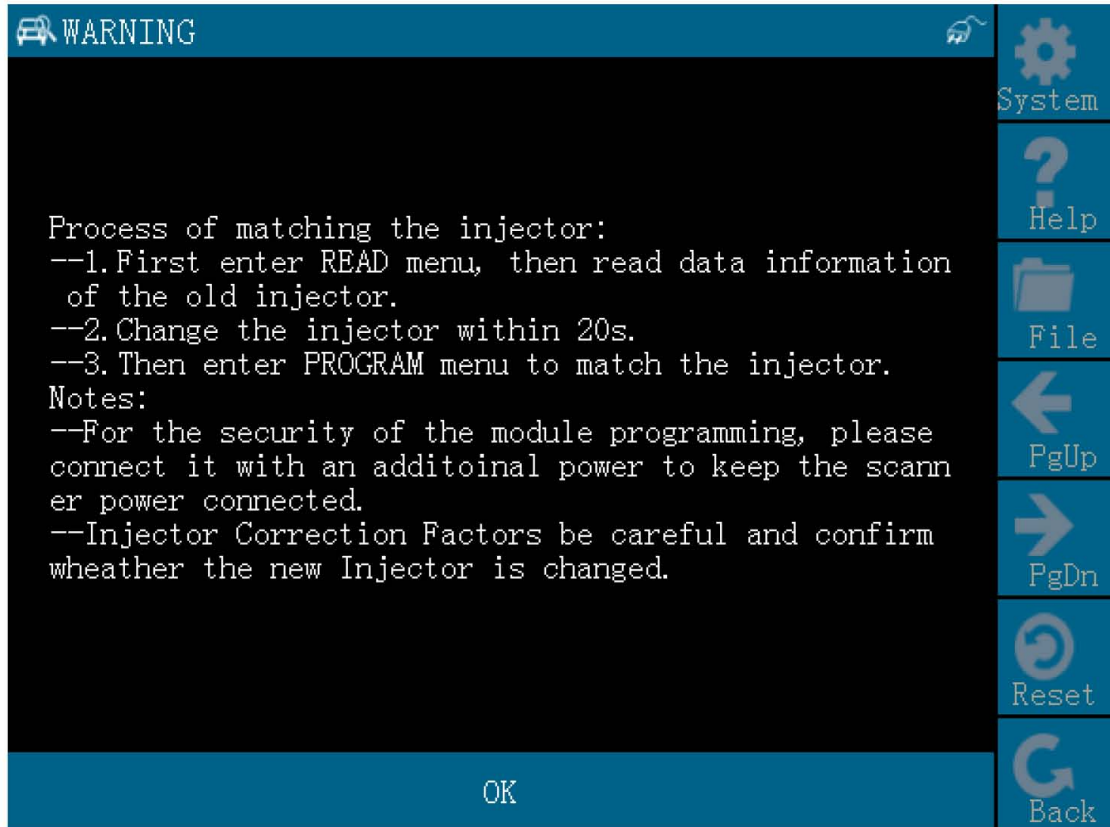 WARNING
Process of matching the injector:
--1.First enter READ menu, then read data information
of the old injector.
--2.Change the injector within 20s.
--3.Then enter PROGRAM menu to match the injector.
Notes:
--For the security of the module programming, please
connect it with an additoinal power to keep the scann
er power connected.
--Injector Correction Factors be careful and confirm
wheather the new Injector is changed.
OK
System
Help
File
PgUp
PgDn
Reset
Back